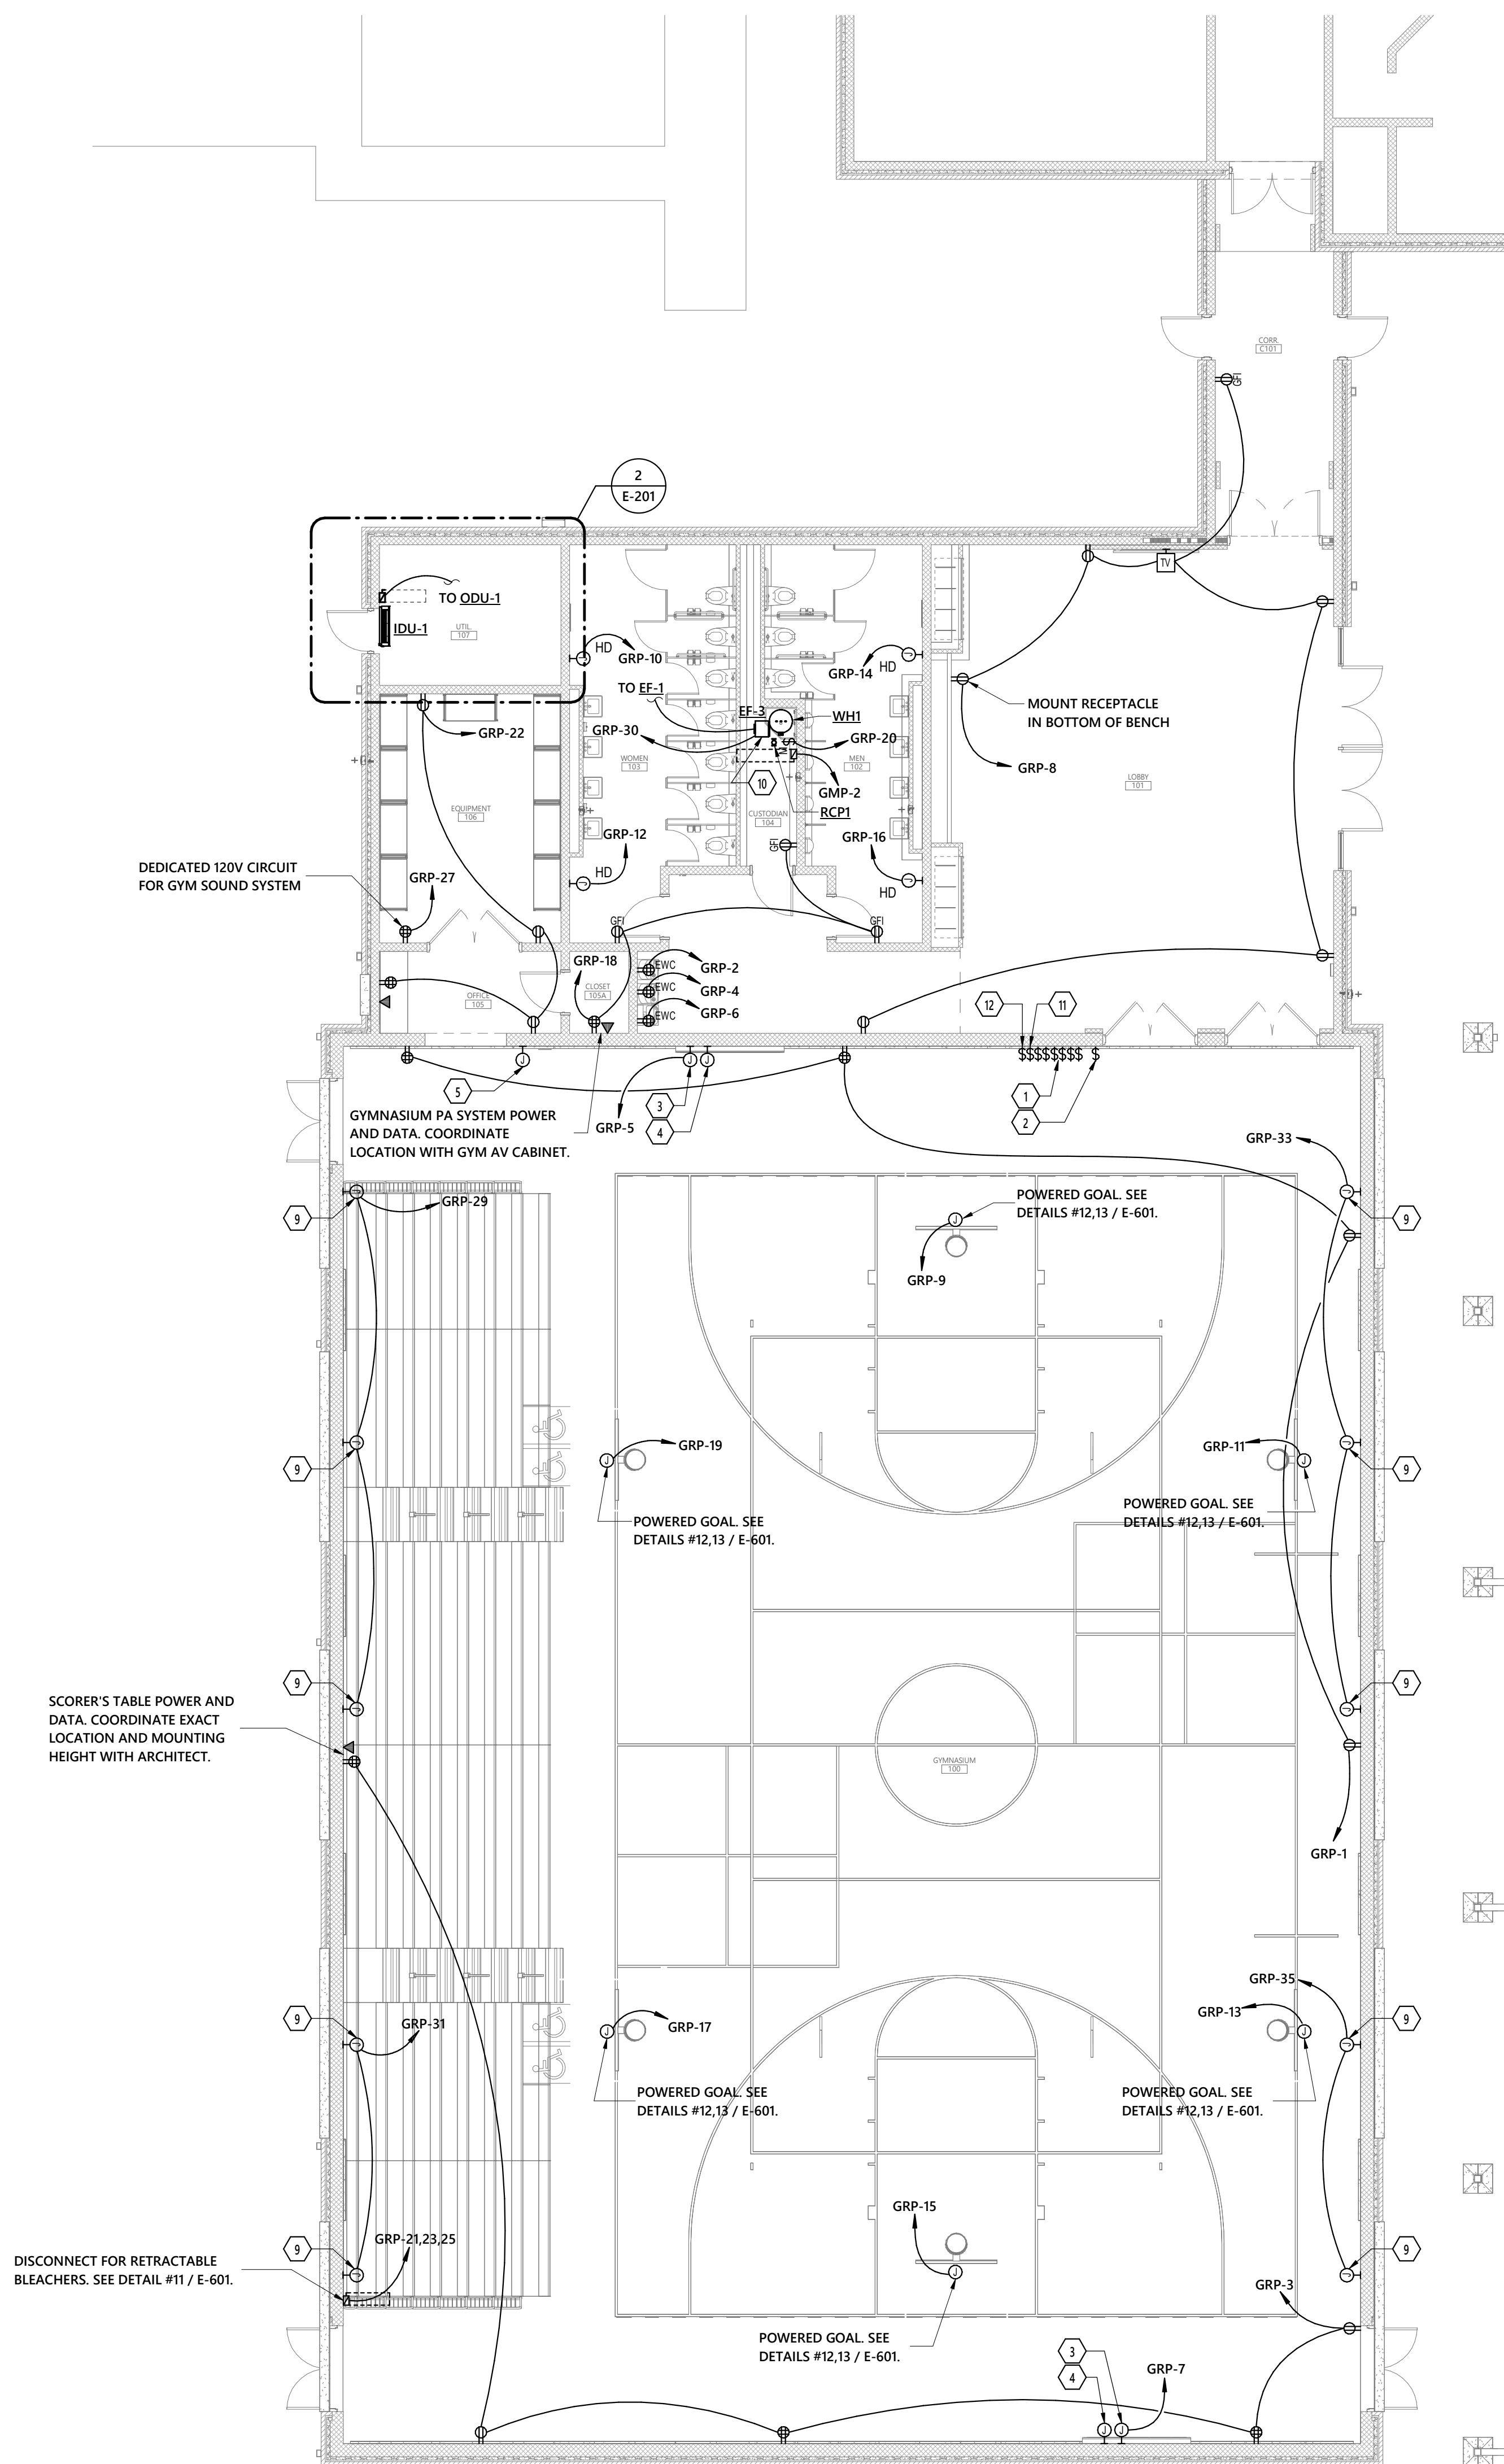 CORR.
C101
GFI
2
E-201
TV
TO ODU-1
IDU-1
UTIL.
107
HD
GRP-10
GRP-14
HD
TO EF-1
EF-3
WH1
MOUNT RECEPTACLE
IN BOTTOM OF BENCH
GRP-22
GRP-30
GRP-20
WOMEN
103
MEN
102
GRP-8
10
GMP-2
LOBBY
101
RCP1
EQUIPMENT
106
CUSTODIAN
104
GRP-12
GRP-16
GFI
DEDICATED 120V CIRCUIT
FOR GYM SOUND SYSTEM
GRP-27
HD
HD
GFI
GFI
GRP-18
EWC
GRP-2
EWC
GRP-4
EWC
GRP-6
CLOSET
105A
OFFICE
105
12
11
$$$$$$$$ $
J
J
J
5
3
4
1
2
GYMNASIUM PA SYSTEM POWER
AND DATA. COORDINATE
LOCATION WITH GYM AV CABINET.
GRP-5
GRP-33
J
9
GRP-29
J
POWERED GOAL. SEE
DETAILS #12,13 / E-601.
J
9
GRP-9
GRP-19
GRP-11
J
9
J
J
J
9
POWERED GOAL. SEE
DETAILS #12,13 / E-601.
POWERED GOAL. SEE
DETAILS #12,13 / E-601.
9
J
J
9
SCORER'S TABLE POWER AND
DATA. COORDINATE EXACT
LOCATION AND MOUNTING
HEIGHT WITH ARCHITECT.
GYMNASIUM
100
GRP-1
GRP-35
GRP-13
GRP-17
GRP-31
9
J
J
J
J
9
POWERED GOAL. SEE
DETAILS #12,13 / E-601.
POWERED GOAL. SEE
DETAILS #12,13 / E-601.
GRP-15
GRP-21,23,25
9
J
J
J
9
DISCONNECT FOR RETRACTABLE
BLEACHERS. SEE DETAIL #11 / E-601.
GRP-3
POWERED GOAL. SEE
DETAILS #12,13 / E-601.
3
4
GRP-7
J
J